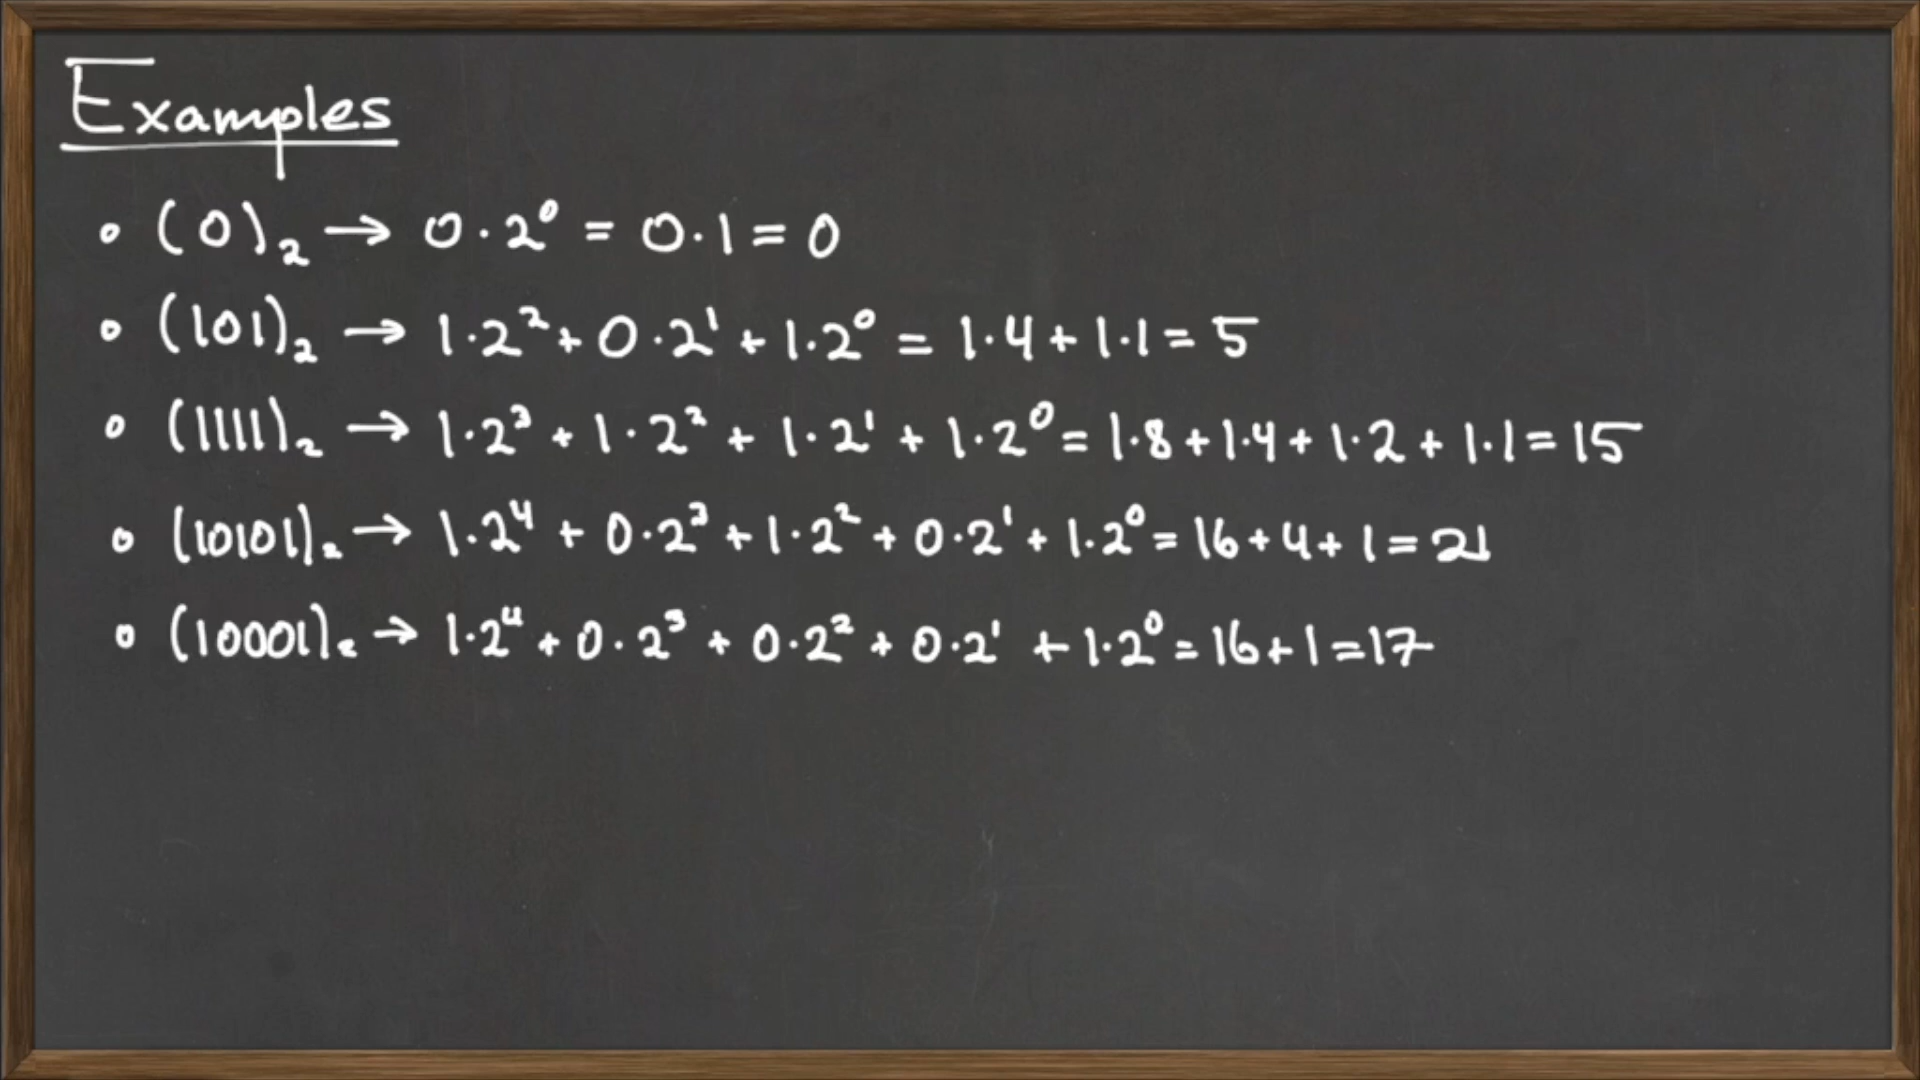 Examples
• (0)₂ → 0·2⁰ = 0·1 = 0
• (101)₂ → 1·2² + 0·2¹ + 1·2⁰ = 1·4 + 1·1 = 5
• (1111)₂ → 1·2³ + 1·2² + 1·2¹ + 1·2⁰ = 1·8 + 1·4 + 1·2 + 1·1 = 15
• (10101)₂ → 1·2⁴ + 0·2³ + 1·2² + 0·2¹ + 1·2⁰ = 16 + 4 + 1 = 21
• (10001)₂ → 1·2⁴ + 0·2³ + 0·2² + 0·2¹ + 1·2⁰ = 16 + 1 = 17